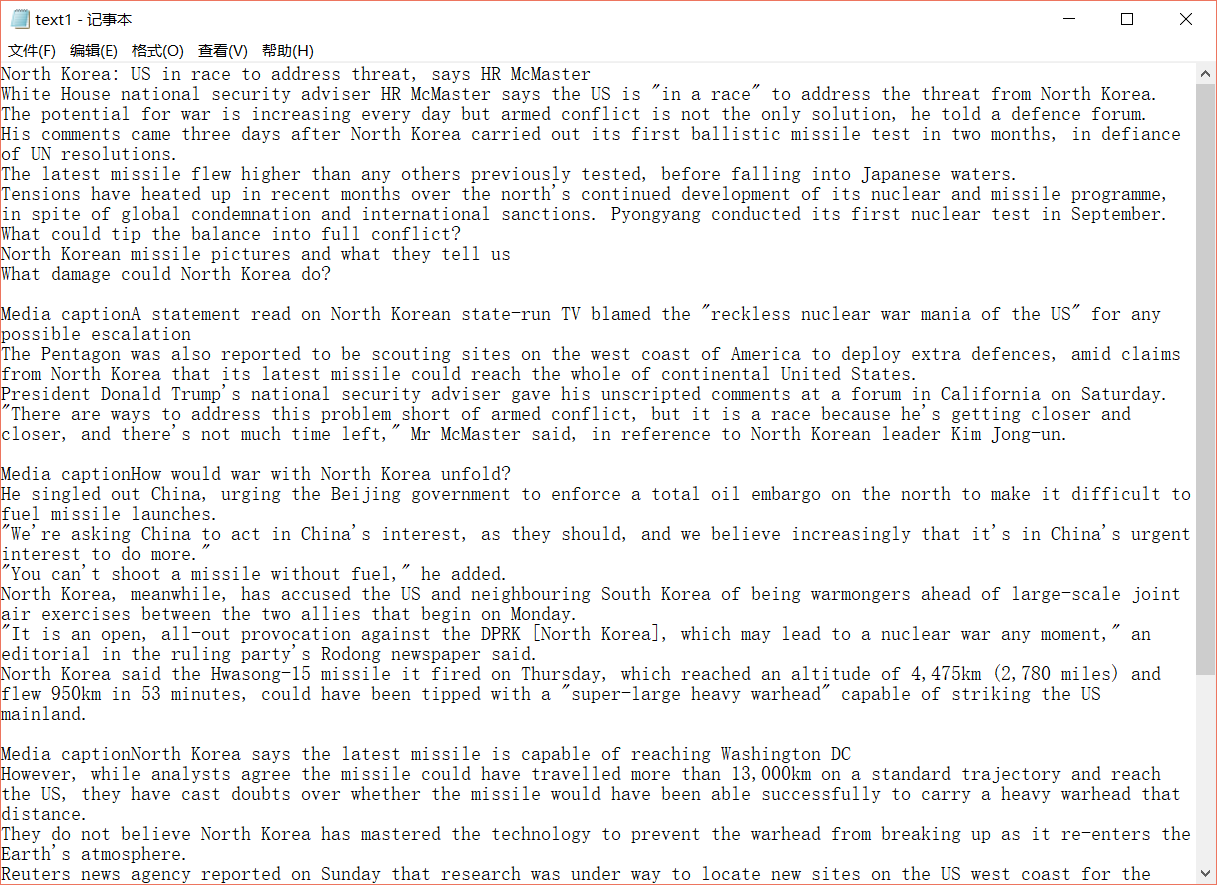 text1 - 记事本
文件(F) 编辑(E) 格式(O) 查看(V) 帮助(H)
North Korea: US in race to address threat, says HR McMaster
White House national security adviser HR McMaster says the US is "in a race" to address the threat from North Korea.
The potential for war is increasing every day but armed conflict is not the only solution, he told a defence forum.
His comments came three days after North Korea carried out its first ballistic missile test in two months, in defiance
of UN resolutions.
The latest missile flew higher than any others previously tested, before falling into Japanese waters.
Tensions have heated up in recent months over the north's continued development of its nuclear and missile programme,
in spite of global condemnation and international sanctions. Pyongyang conducted its first nuclear test in September.
What could tip the balance into full conflict?
North Korean missile pictures and what they tell us
What damage could North Korea do?
Media captionA statement read on North Korean state-run TV blamed the "reckless nuclear war mania of the US" for any
possible escalation
The Pentagon was also reported to be scouting sites on the west coast of America to deploy extra defences, amid claims
from North Korea that its latest missile could reach the whole of continental United States.
President Donald Trump's national security adviser gave his unscripted comments at a forum in California on Saturday.
"There are ways to address this problem short of armed conflict, but it is a race because he's getting closer and
closer, and there's not much time left," Mr McMaster said, in reference to North Korean leader Kim Jong-un.
Media captionHow would war with North Korea unfold?
He singled out China, urging the Beijing government to enforce a total oil embargo on the north to make it difficult to
fuel missile launches.
"We're asking China to act in China's interest, as they should, and we believe increasingly that it's in China's urgent
interest to do more."
"You can't shoot a missile without fuel," he added.
North Korea, meanwhile, has accused the US and neighbouring South Korea of being warmongers ahead of large-scale joint
air exercises between the two allies that begin on Monday.
"It is an open, all-out provocation against the DPRK [North Korea], which may lead to a nuclear war any moment," an
editorial in the ruling party's Rodong newspaper said.
North Korea said the Hwasong-15 missile it fired on Thursday, which reached an altitude of 4,475km (2,780 miles) and
flew 950km in 53 minutes, could have been tipped with a "super-large heavy warhead" capable of striking the US
mainland.
Media captionNorth Korea says the latest missile is capable of reaching Washington DC
However, while analysts agree the missile could have travelled more than 13,000km on a standard trajectory and reach
the US, they have cast doubts over whether the missile would have been able successfully to carry a heavy warhead that
distance.
They do not believe North Korea has mastered the technology to prevent the warhead from breaking up as it re-enters the
Earth's atmosphere.
Reuters news agency reported on Sunday that research was under way to locate new sites on the US west coast for the